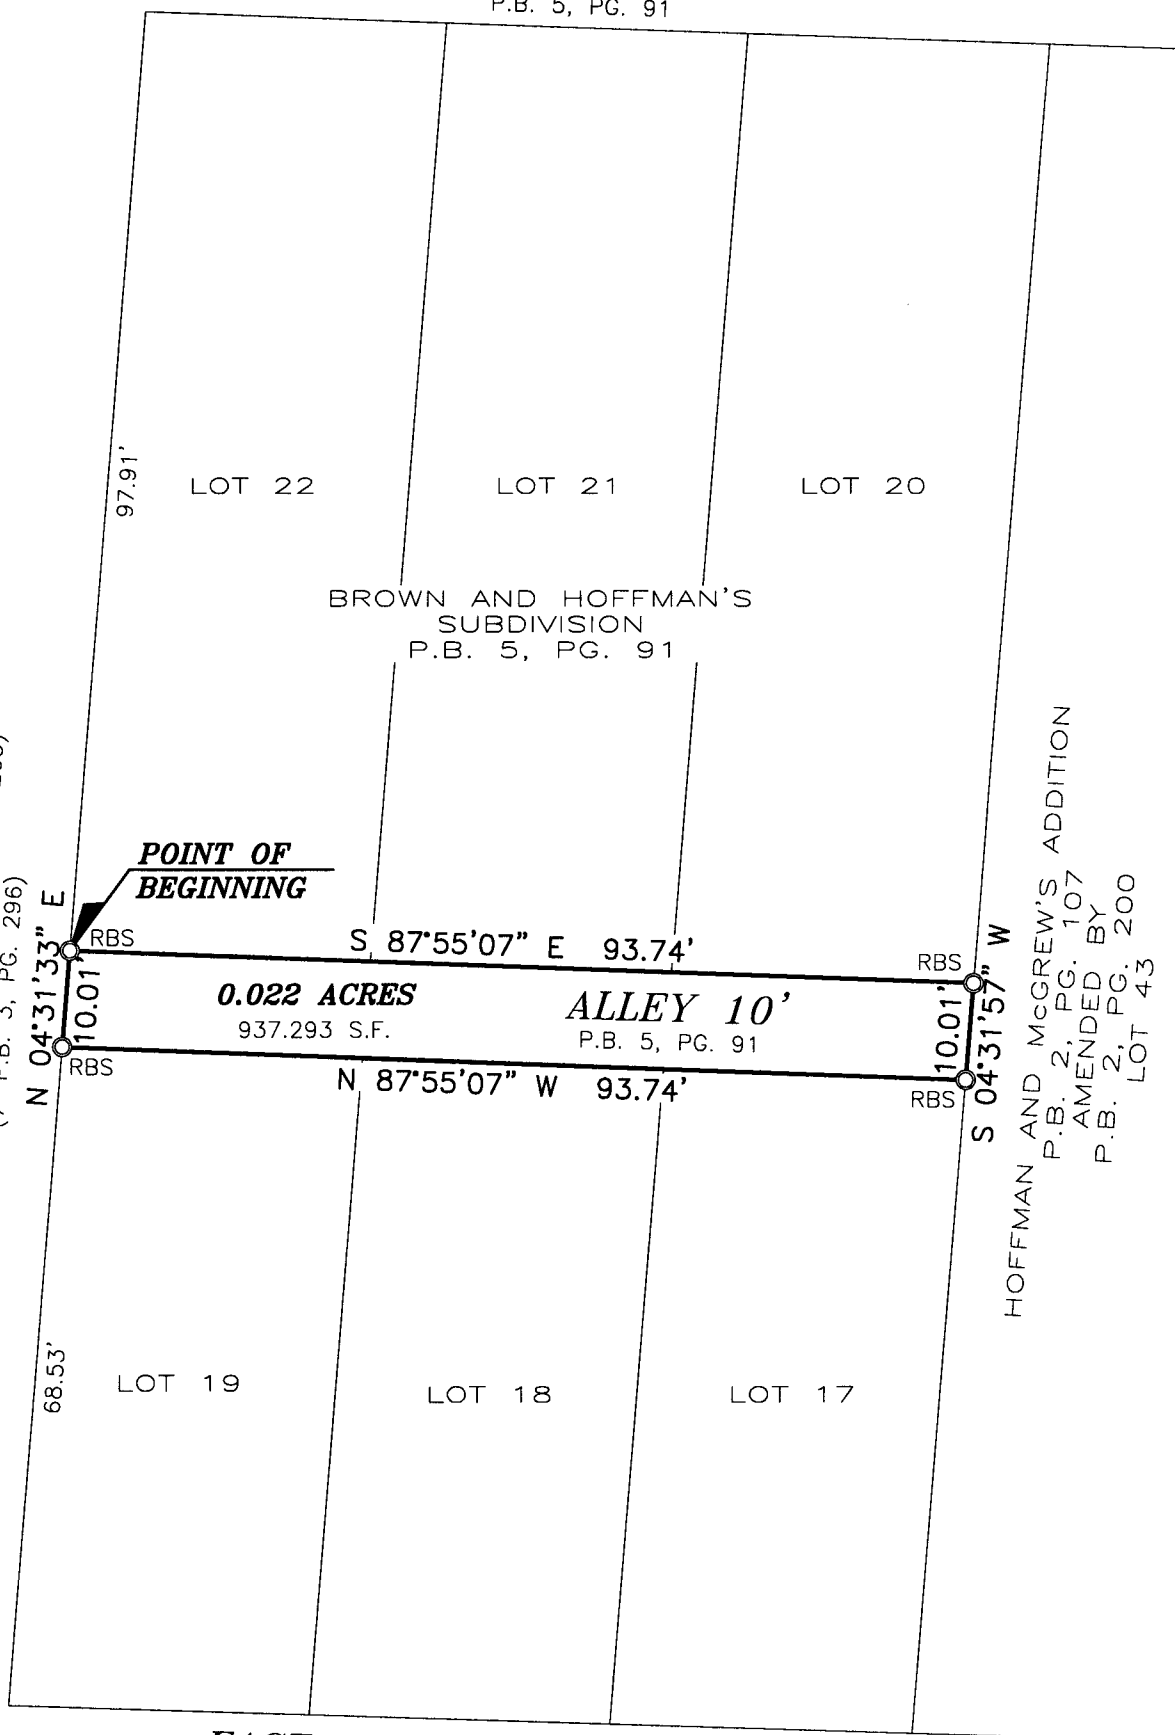 P.B. 5, PG. 91
97.91'
LOT 22
LOT 21
LOT 20
BROWN AND HOFFMAN'S
SUBDIVISION
P.B. 5, PG. 91
POINT OF
BEGINNING
RBS
S 87°55'07" E 93.74'
RBS
N 04°31'33" E
10.01'
P.B. 3, PG. 296)
0.022 ACRES
937.293 S.F.
ALLEY 10'
P.B. 5, PG. 91
10.01'
S 04°31'57" W
RBS
N 87°55'07" W 93.74'
RBS
HOFFMAN AND McGREW'S ADDITION
P.B. 2, PG. 107
AMENDED BY
P.B. 2, PG. 200
LOT 43
68.53'
LOT 19
LOT 18
LOT 17